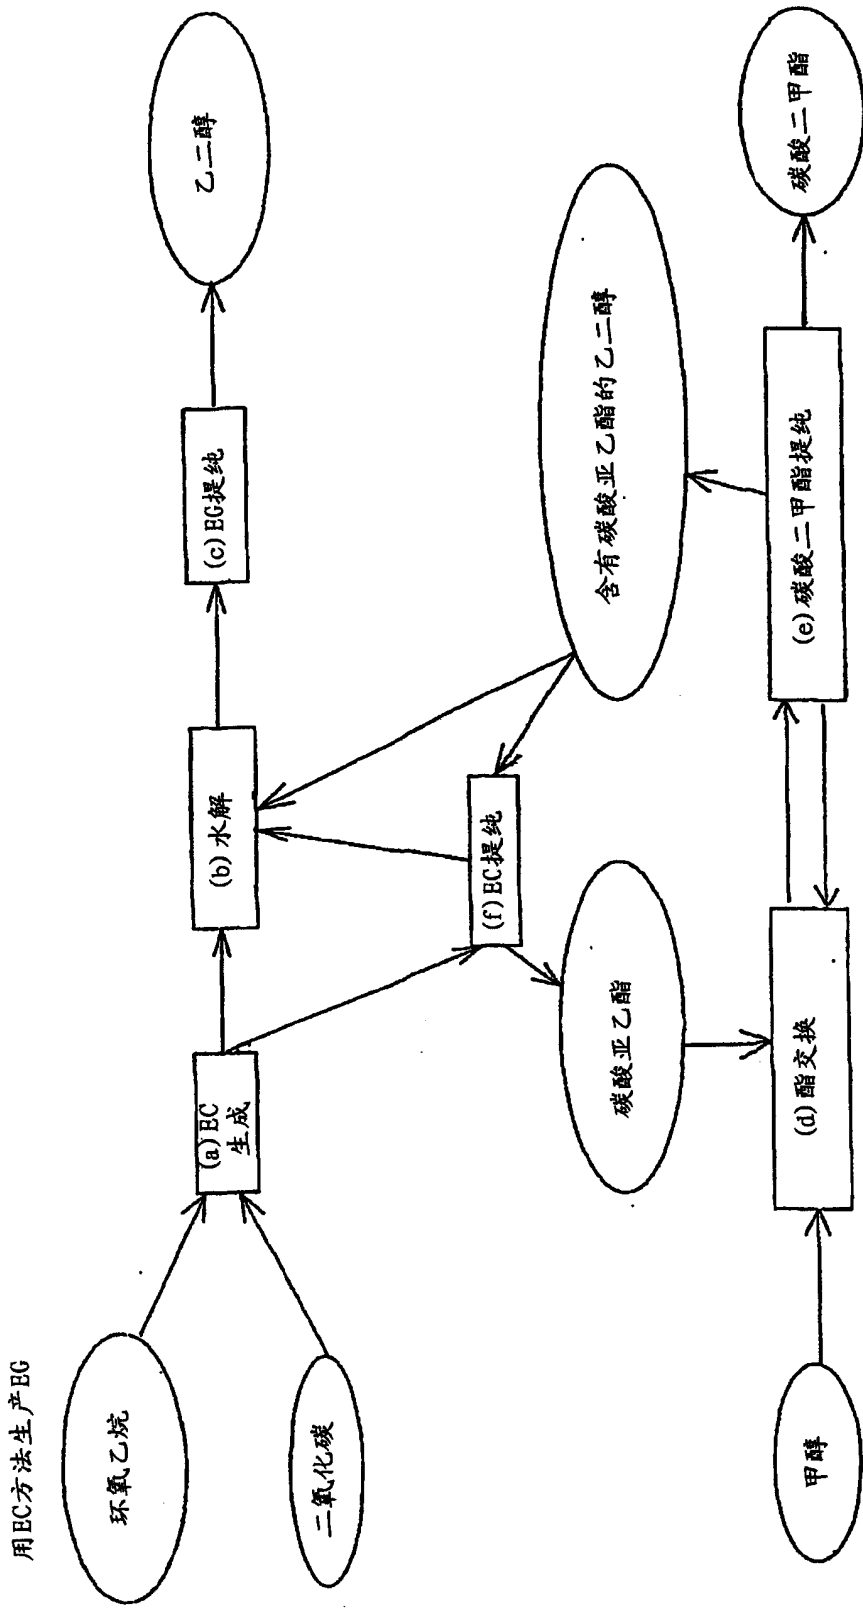 用EC方法生产EG
环氧乙烷
二氧化碳
(a)EC
生成
(b)水解
(c)EG提纯
乙二醇
(f)EC提纯
碳酸亚乙酯
含有碳酸亚乙酯的乙二醇
甲醇
(d)酯交换
(e)碳酸二甲酯提纯
碳酸二甲酯